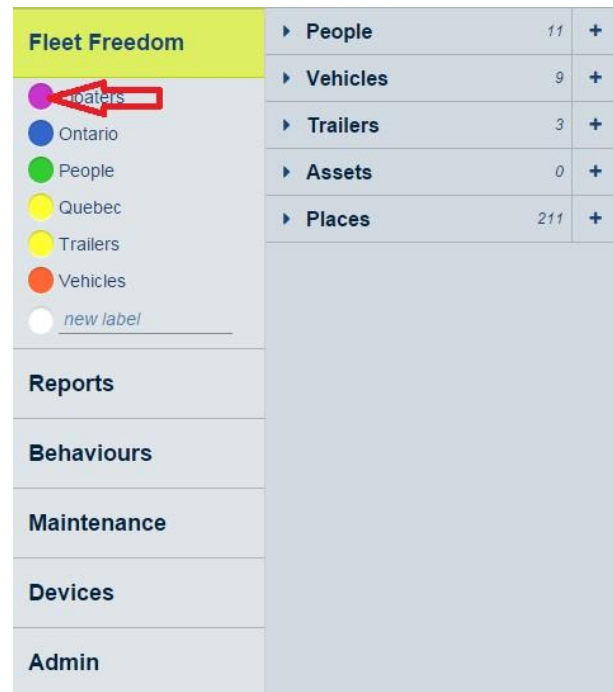 Fleet Freedom
Ontario
People
Quebec
Trailers
Vehicles
new label
Reports
Behaviours
Maintenance
Devices
Admin
People 11 +
Vehicles 9 +
Trailers 3 +
Assets 0 +
Places 211 +